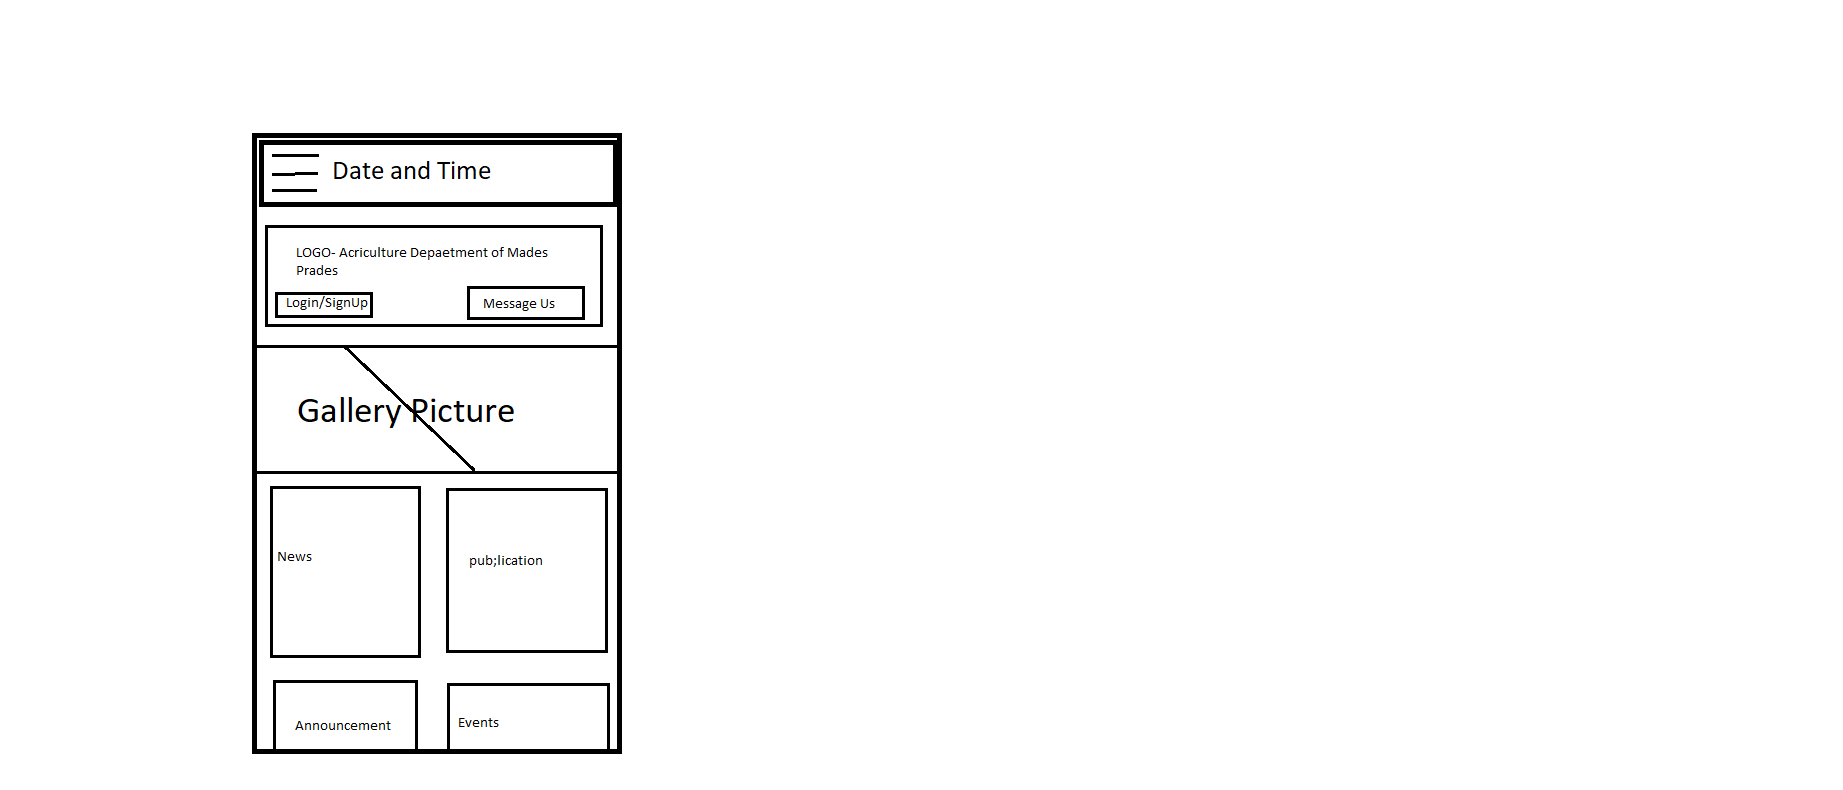 Date and Time
LOGO- Acriculture Depaetment of Mades
Prades
Login/SignUp
Message Us
Gallery Picture
News
pub;lication
Announcement
Events